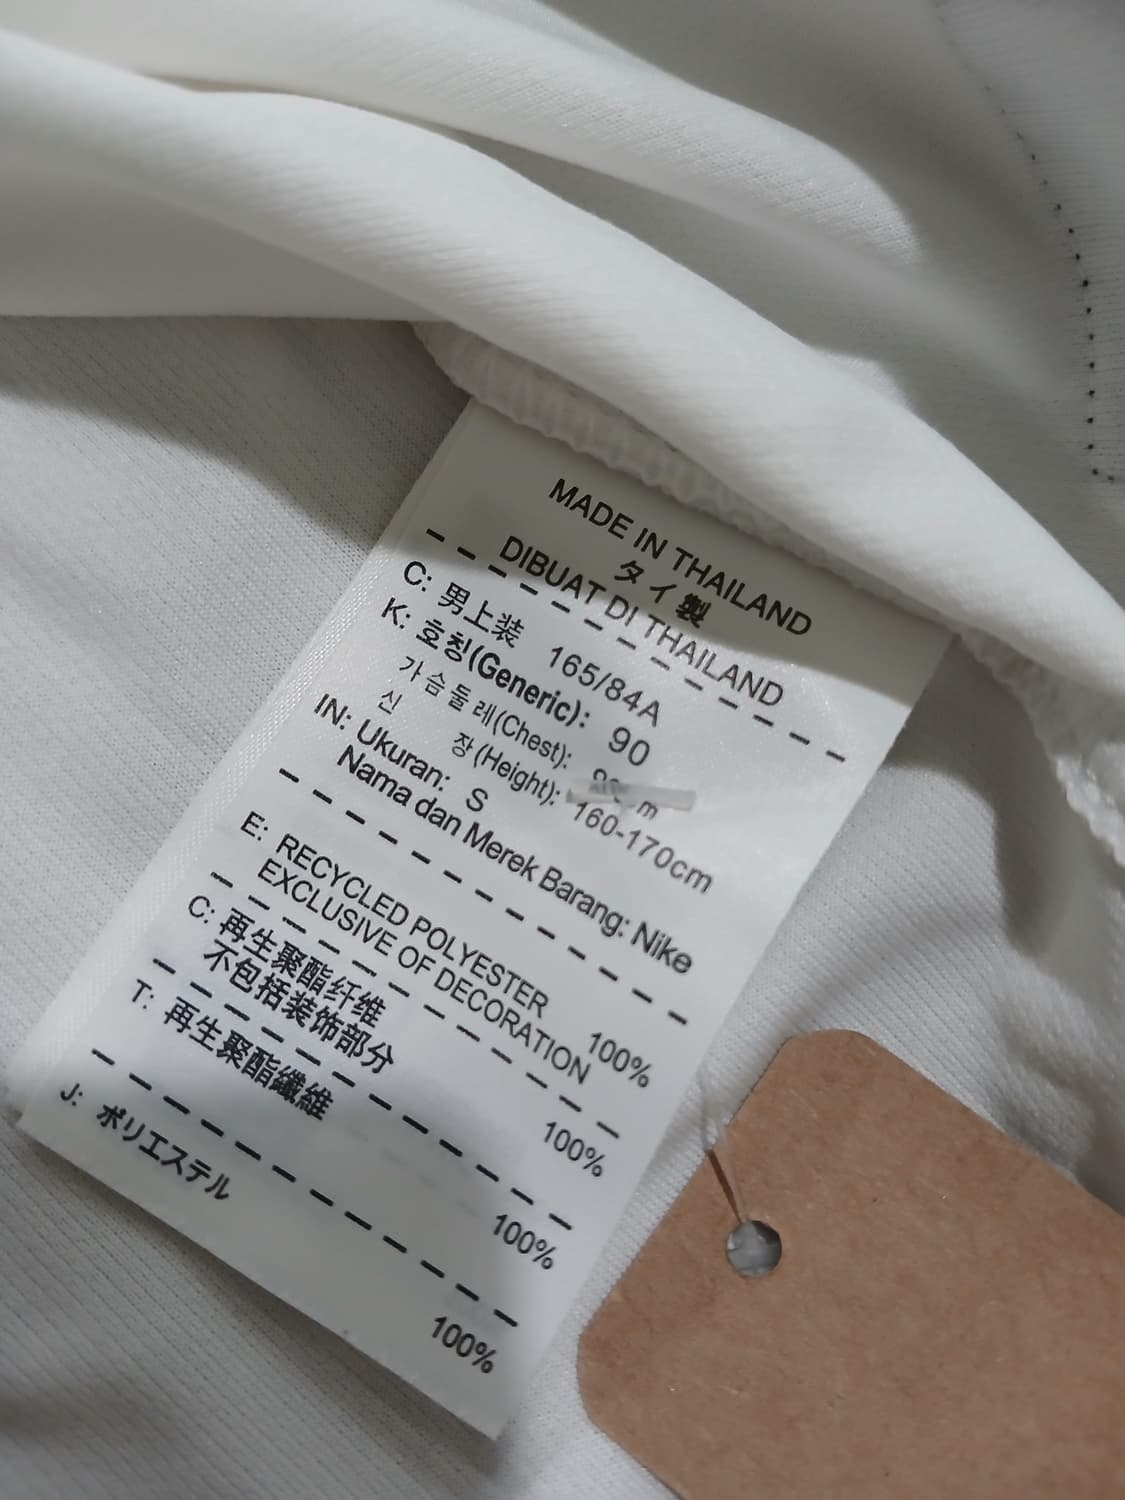 MADE IN THAILAND
タイ製
DIBUAT DI THAILAND
C: 男上装 165/84A
K: 호칭(Generic): 90
가슴둘레(Chest):
신 장(Height): 160-170cm
IN: Ukuran: S
Nama dan Merek Barang: Nike
E: RECYCLED POLYESTER 100%
EXCLUSIVE OF DECORATION
C: 再生聚酯纤维 100%
不包括装饰部分
T: 再生聚酯纖維 100%
J: ポリエステル 100%